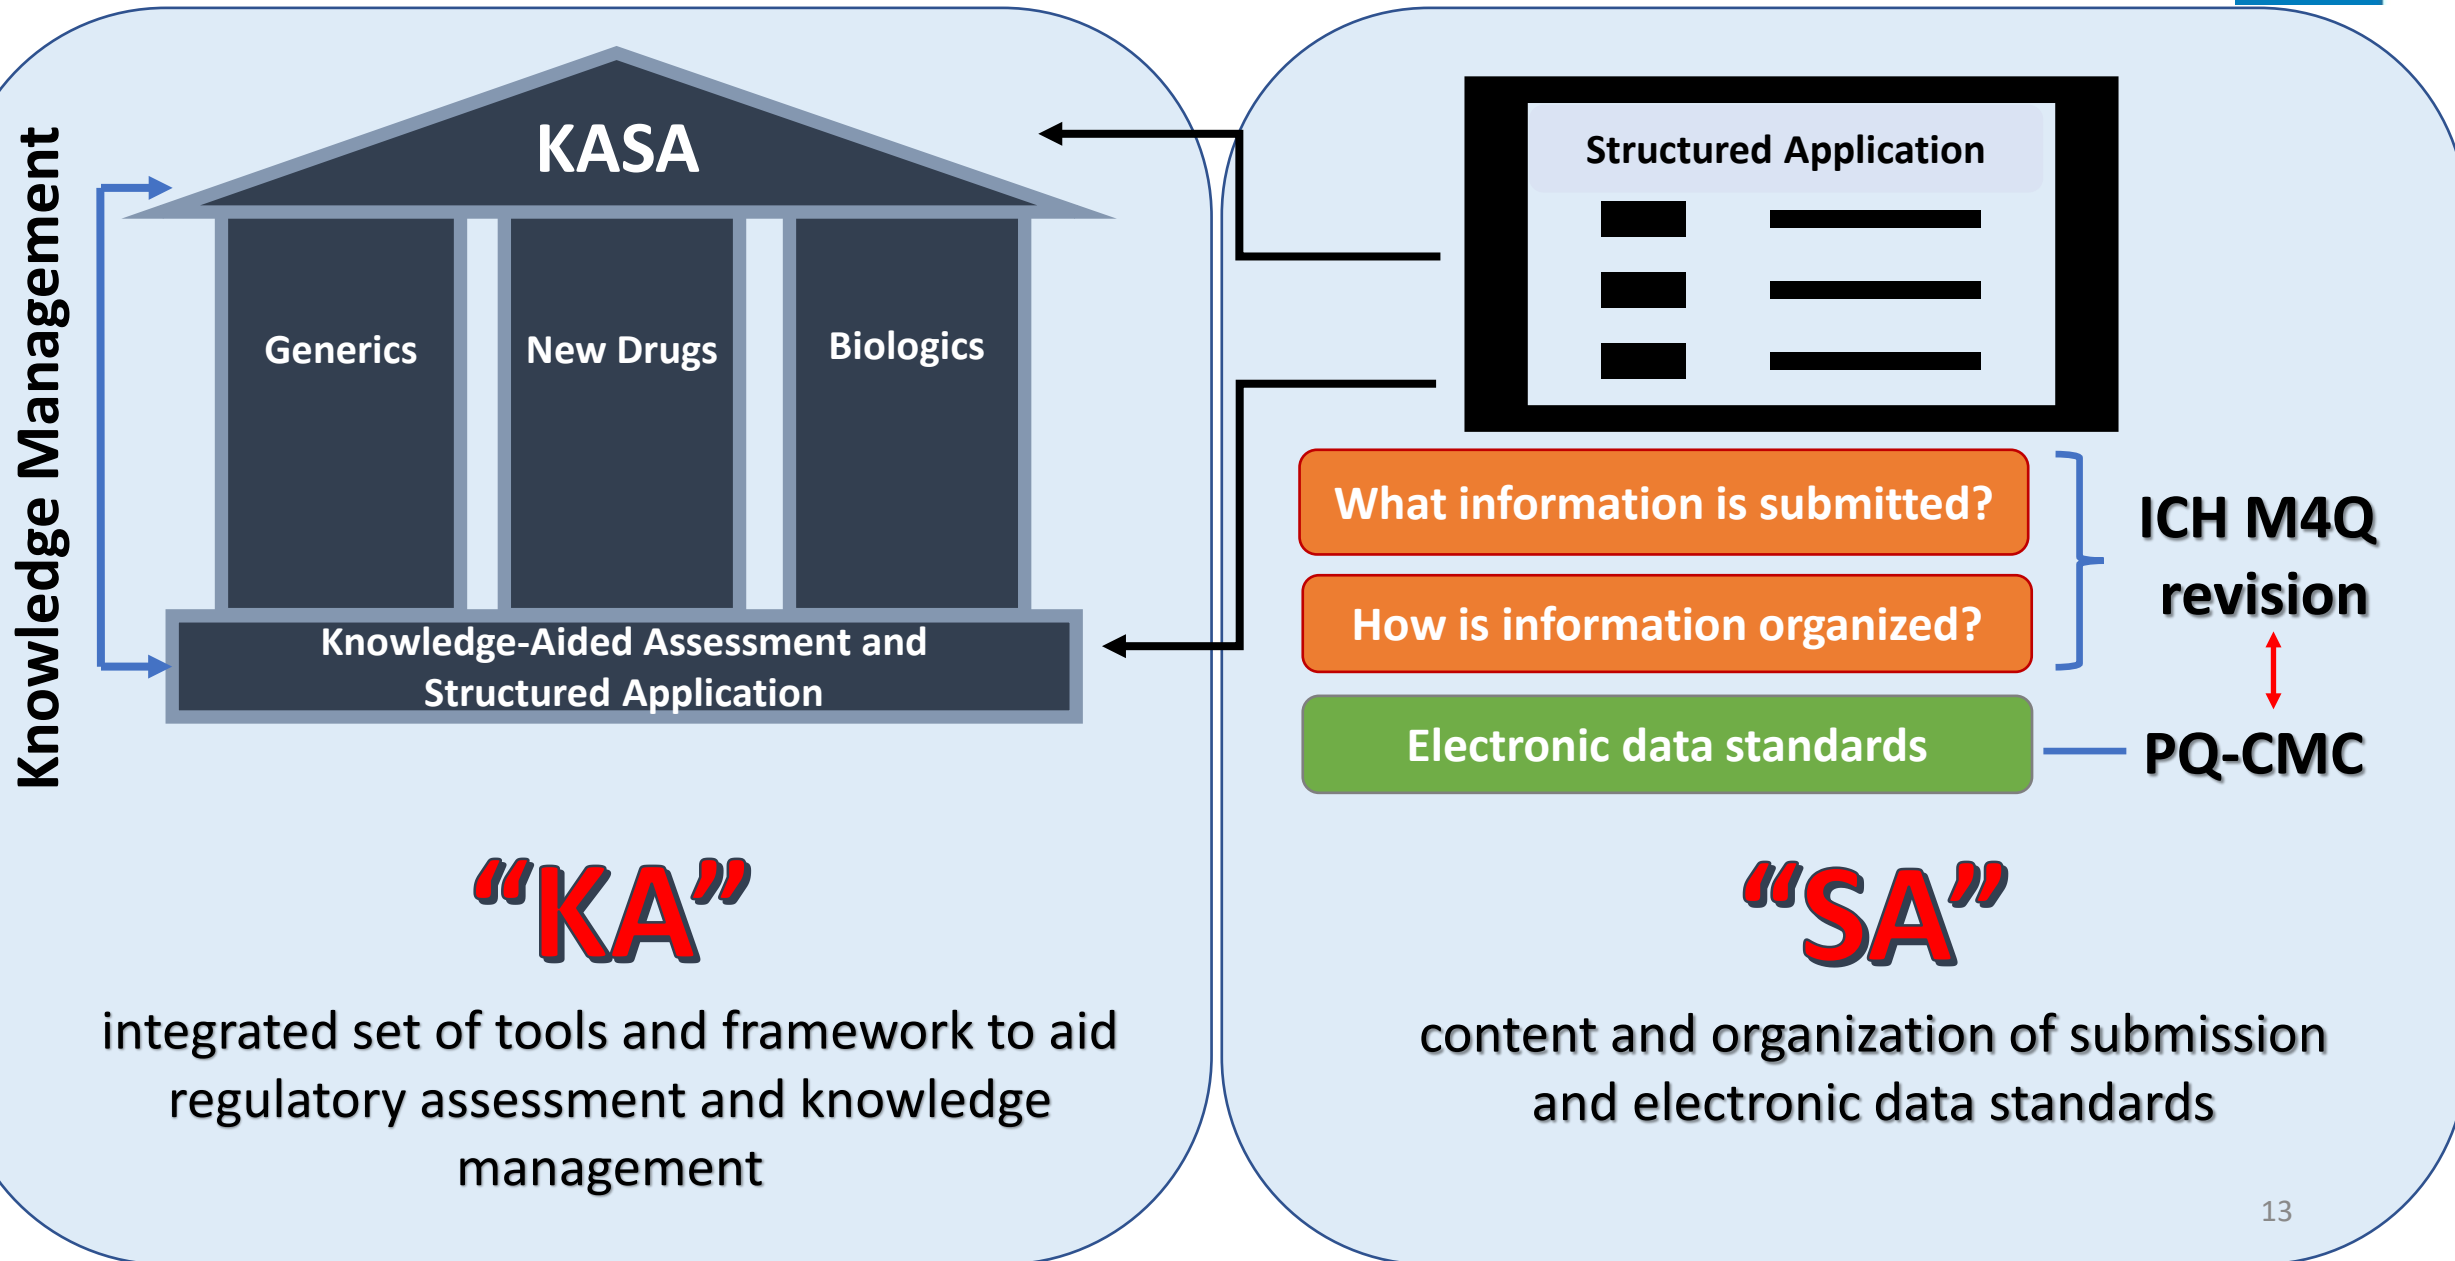 Knowledge Management
KASA
Generics
New Drugs
Biologics
Knowledge-Aided Assessment and
Structured Application
“KA”
integrated set of tools and framework to aid
regulatory assessment and knowledge
management
Structured Application
What information is submitted?
How is information organized?
Electronic data standards
ICH M4Q
revision
PQ-CMC
“SA”
content and organization of submission
and electronic data standards
13